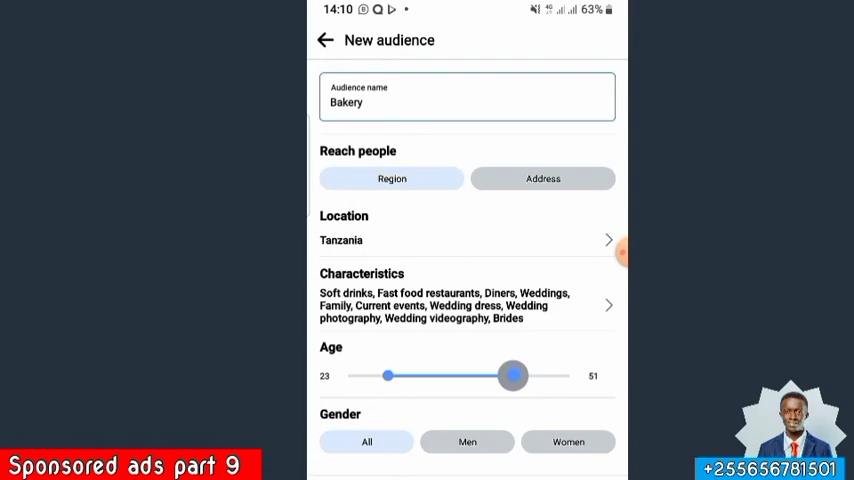 14:10
63%
New audience
Audience name
Bakery
Reach people
Region
Address
Location
Tanzania
Characteristics
Soft drinks, Fast food restaurants, Diners, Weddings,
Family, Current events, Wedding dress, Wedding
photography, Wedding videography, Brides
Age
23
51
Gender
All
Men
Women
Sponsored ads part 9
+255656781501